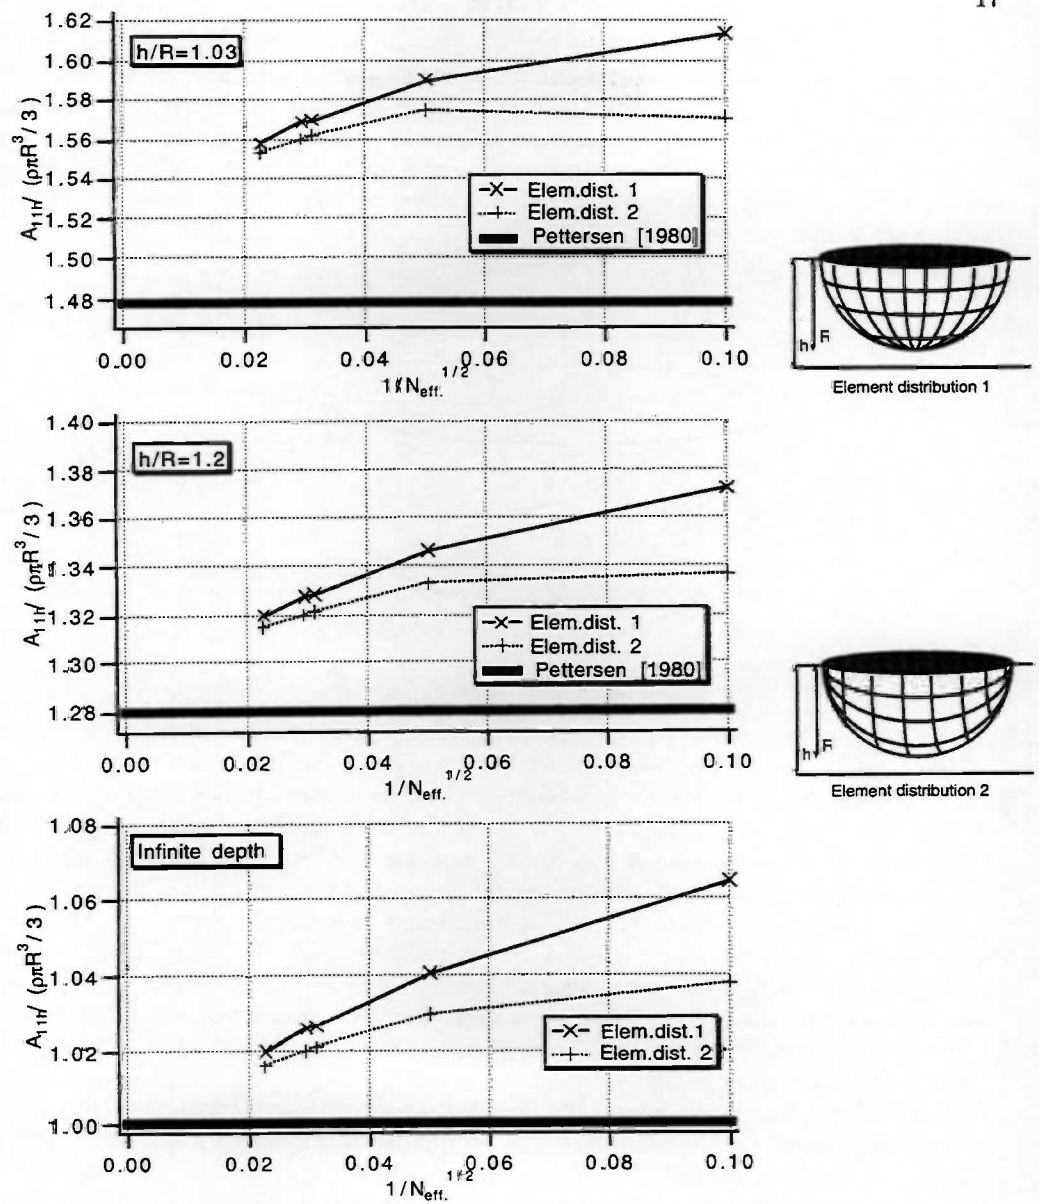 17
1.62
1.60
1.58
1.56
1.54
1.52
1.50
1.48
A11h/ (ρπR³/3)
h/R=1.03
Elem.dist. 1
Elem.dist. 2
Pettersen [1980]
0.00 0.02 0.04 0.06 0.08 0.10
1/Neff.1/2
h R
Element distribution 1
1.40
1.38
1.36
1.34
1.32
1.30
1.28
A11h/ (ρπR³/3)
h/R=1.2
Elem.dist. 1
Elem.dist. 2
Pettersen [1980]
0.00 0.02 0.04 0.06 0.08 0.10
1/Neff.1/2
h R
Element distribution 2
1.08
1.06
1.04
1.02
1.00
A11h/ (ρπR³/3)
Infinite depth
Elem.dist.1
Elem.dist. 2
0.00 0.02 0.04 0.06 0.08 0.10
1/Neff.1/2